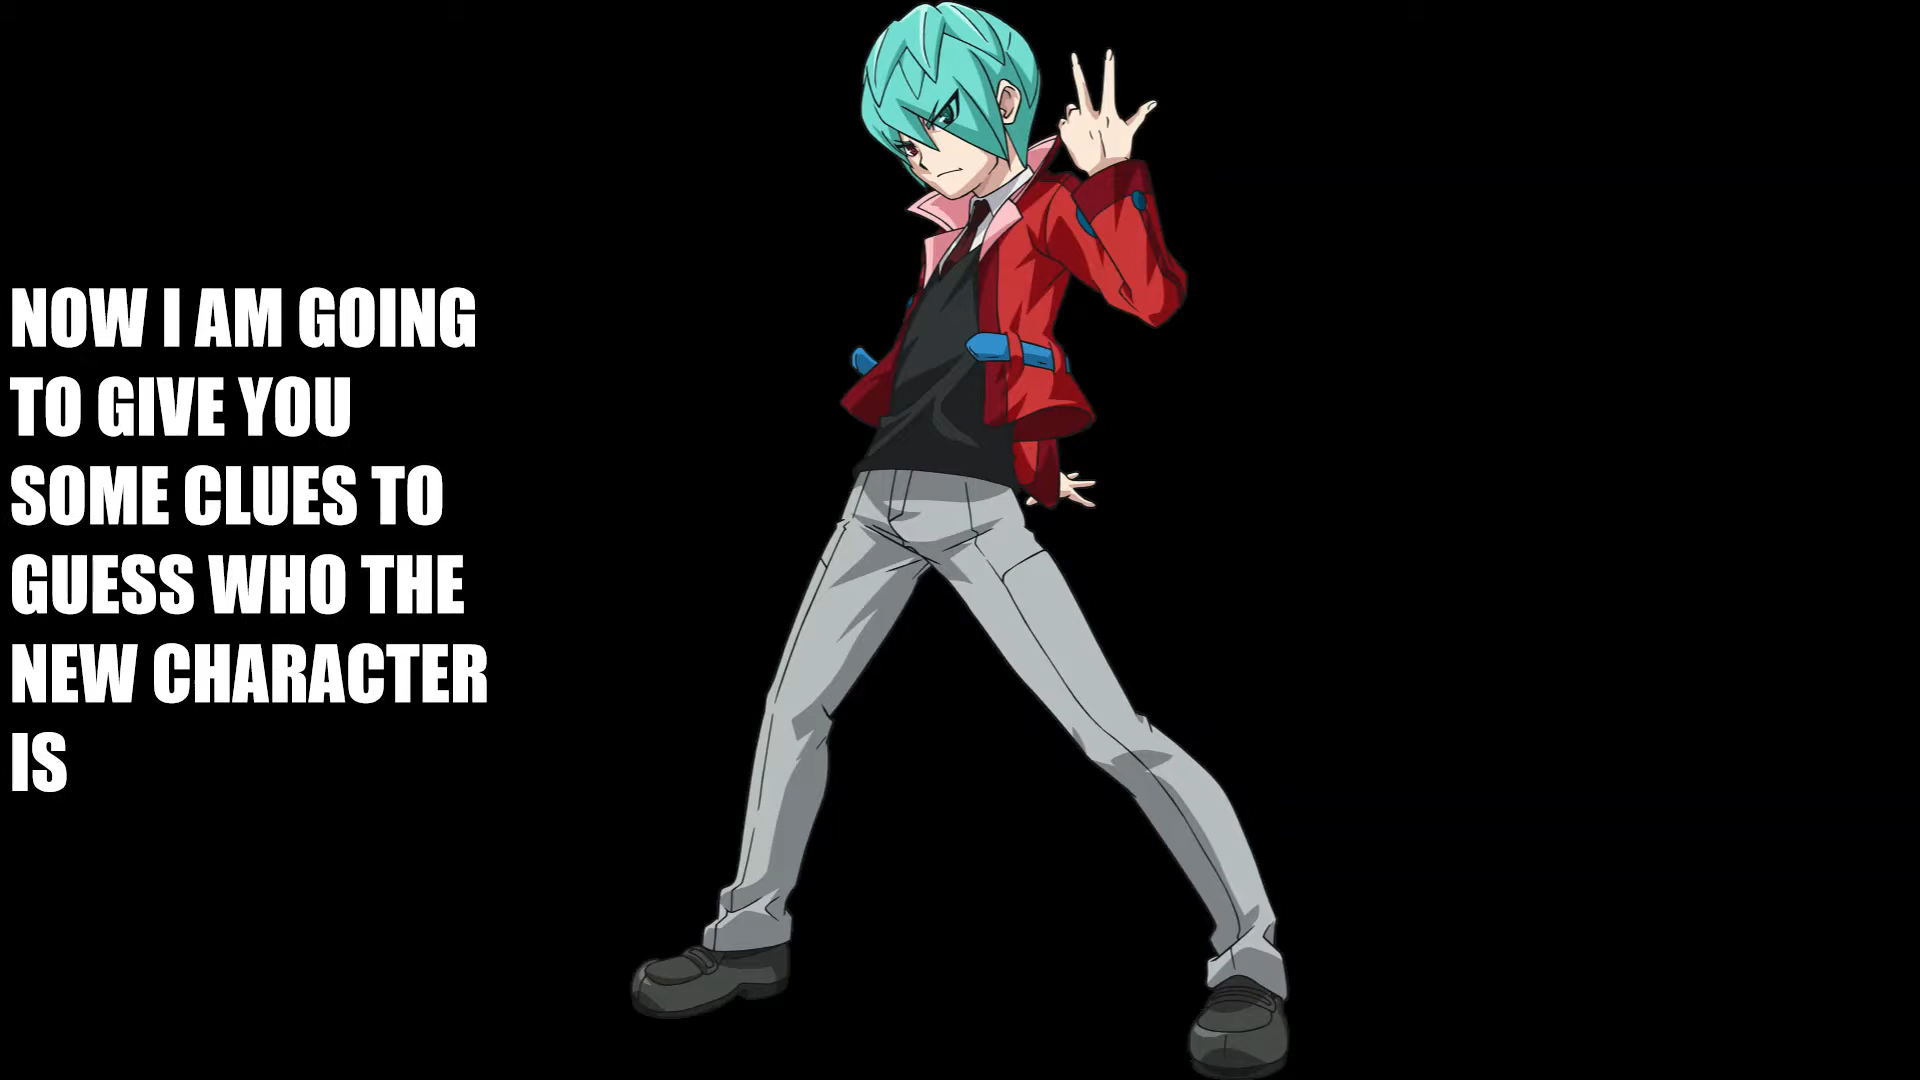 NOW I AM GOING
TO GIVE YOU
SOME CLUES TO
GUESS WHO THE
NEW CHARACTER
IS